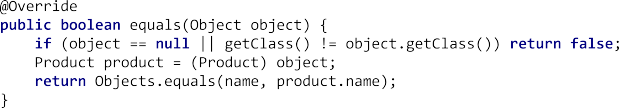 @Override
public boolean equals(Object object) {
    if (object == null || getClass() != object.getClass()) return false;
    Product product = (Product) object;
    return Objects.equals(name, product.name);
}